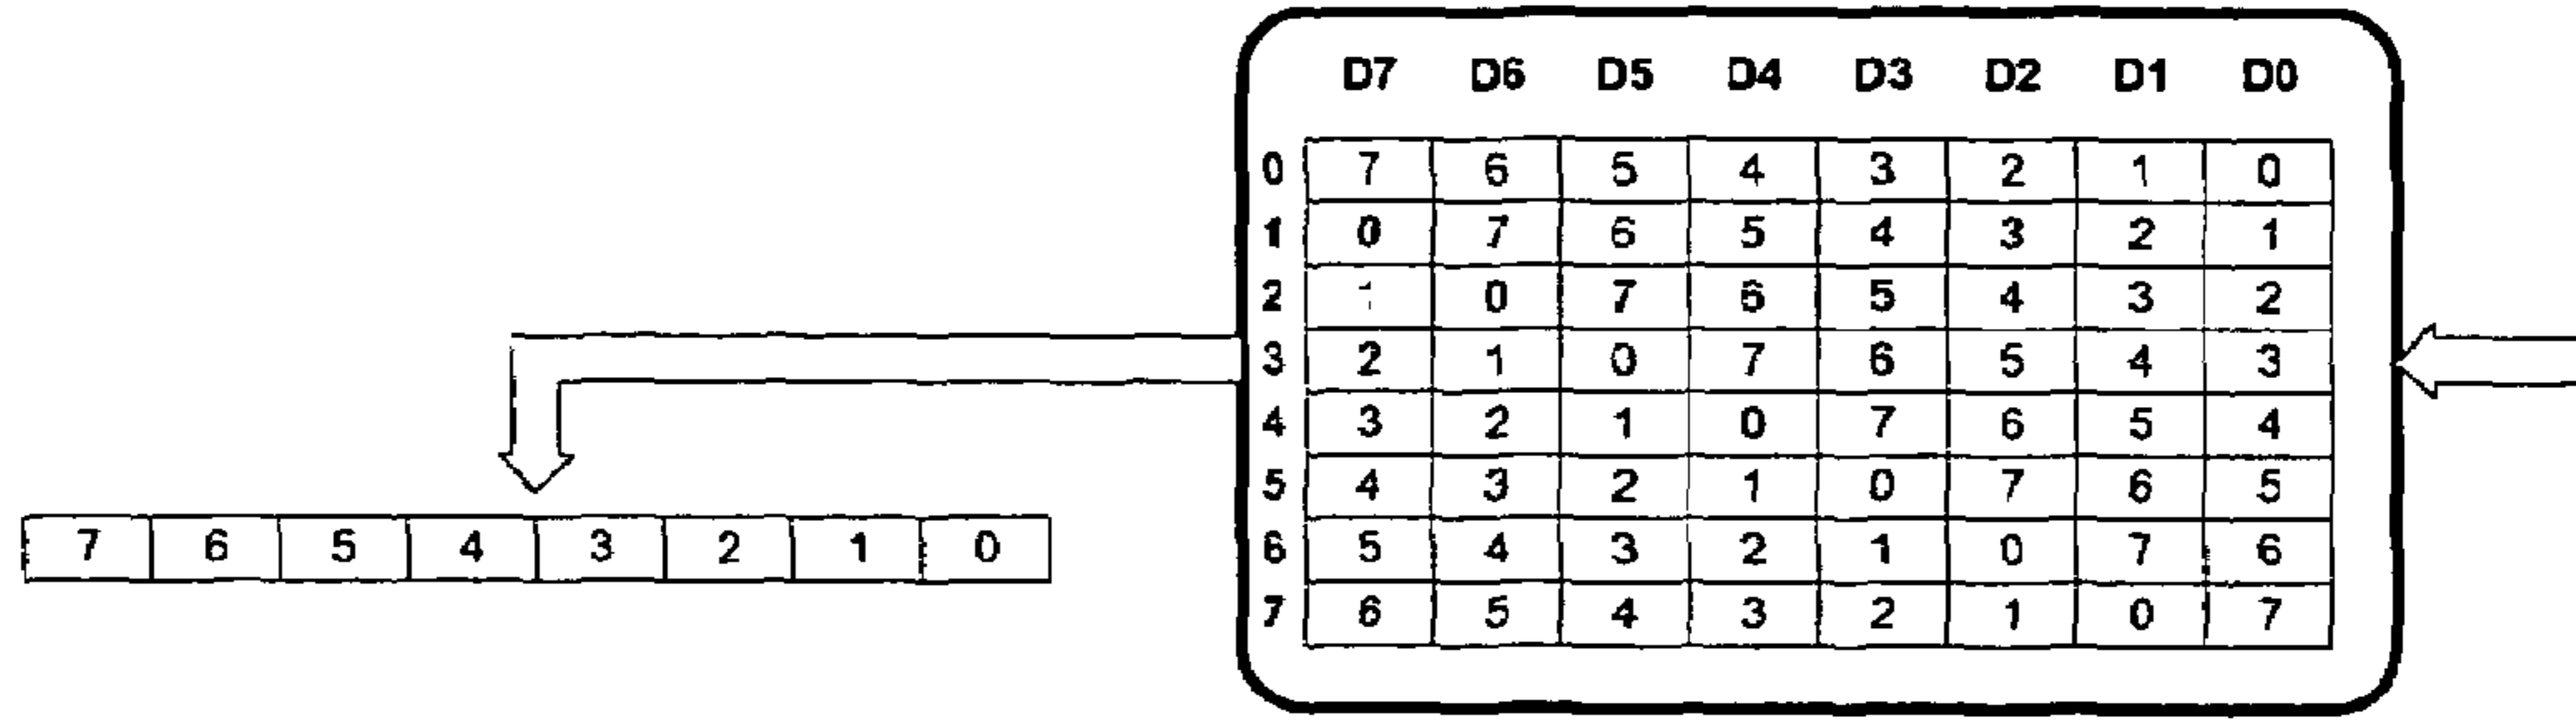 D7 D6 D5 D4 D3 D2 D1 D0
0 7 6 5 4 3 2 1 0
1 0 7 6 5 4 3 2 1
2 1 0 7 6 5 4 3 2
3 2 1 0 7 6 5 4 3
4 3 2 1 0 7 6 5 4
5 4 3 2 1 0 7 6 5
6 5 4 3 2 1 0 7 6
7 6 5 4 3 2 1 0 7
7 6 5 4 3 2 1 0